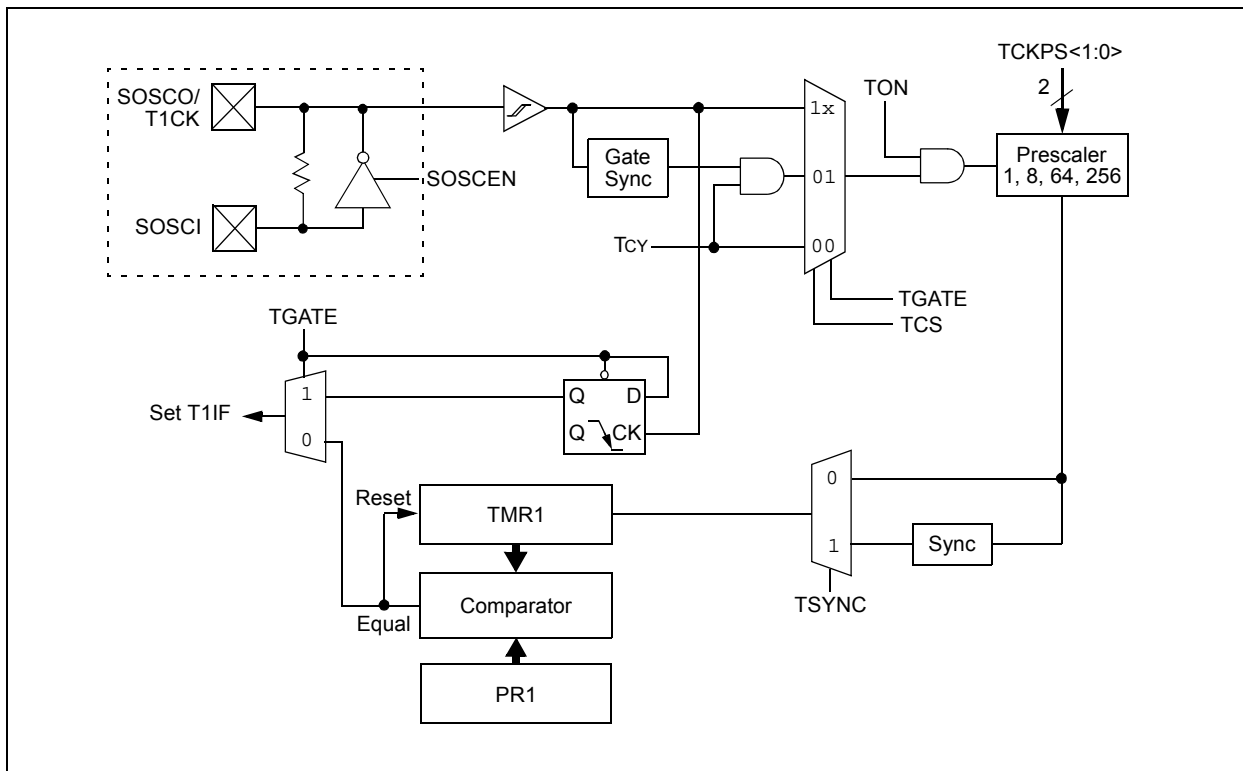 TCKPS<1:0>
2
SOSCO/
T1CK
TON
1x
Gate
Sync
Prescaler
1, 8, 64, 256
SOSCEN
01
SOSCI
TCY
00
TGATE
TCS
TGATE
1
Q
D
Set T1IF
Q
CK
0
0
Reset
TMR1
1
Sync
TSYNC
Comparator
Equal
PR1